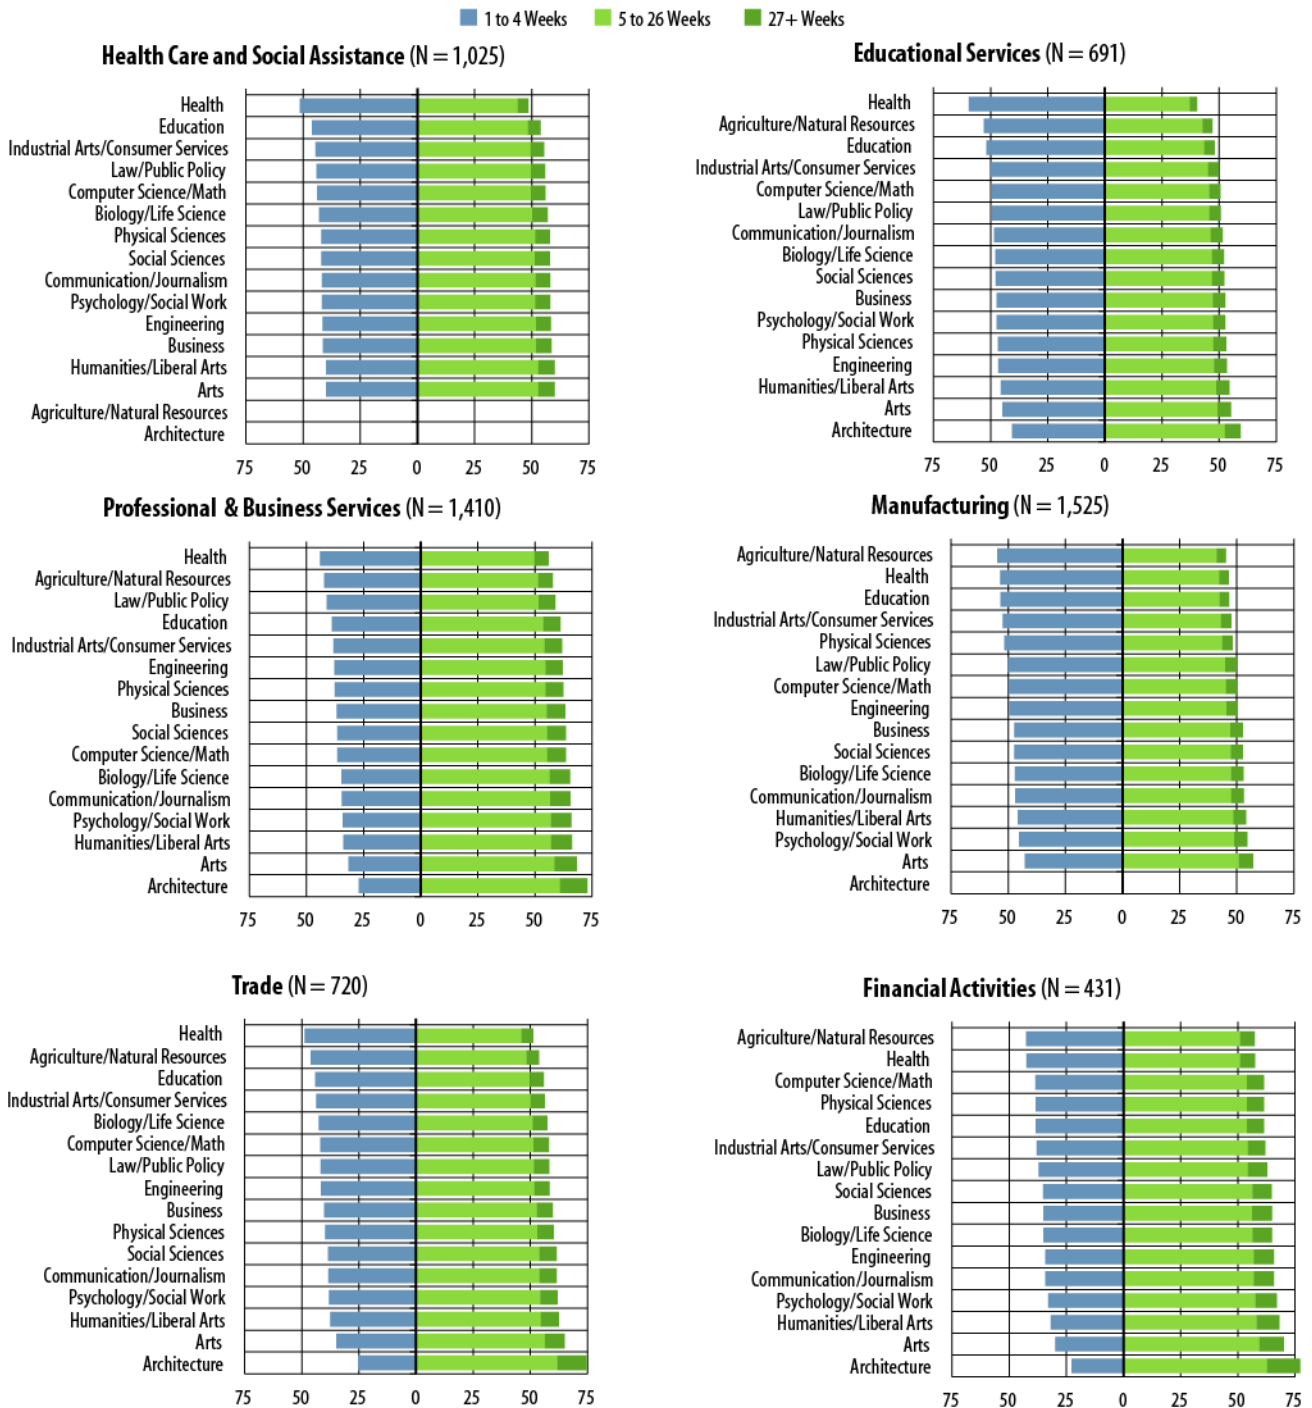 1 to 4 Weeks 5 to 26 Weeks 27+ Weeks
Health Care and Social Assistance (N = 1,025)
Health
Education
Industrial Arts/Consumer Services
Law/Public Policy
Computer Science/Math
Biology/Life Science
Physical Sciences
Social Sciences
Communication/Journalism
Psychology/Social Work
Engineering
Business
Humanities/Liberal Arts
Arts
Agriculture/Natural Resources
Architecture
75 50 25 0 25 50 75
Educational Services (N = 691)
Health
Agriculture/Natural Resources
Education
Industrial Arts/Consumer Services
Computer Science/Math
Law/Public Policy
Communication/Journalism
Biology/Life Science
Social Sciences
Business
Psychology/Social Work
Physical Sciences
Engineering
Humanities/Liberal Arts
Arts
Architecture
75 50 25 0 25 50 75
Professional & Business Services (N = 1,410)
Health
Agriculture/Natural Resources
Law/Public Policy
Education
Industrial Arts/Consumer Services
Engineering
Physical Sciences
Business
Social Sciences
Computer Science/Math
Biology/Life Science
Communication/Journalism
Psychology/Social Work
Humanities/Liberal Arts
Arts
Architecture
75 50 25 0 25 50 75
Manufacturing (N = 1,525)
Agriculture/Natural Resources
Health
Education
Industrial Arts/Consumer Services
Physical Sciences
Law/Public Policy
Computer Science/Math
Engineering
Business
Social Sciences
Biology/Life Science
Communication/Journalism
Humanities/Liberal Arts
Psychology/Social Work
Arts
Architecture
75 50 25 0 25 50 75
Trade (N = 720)
Health
Agriculture/Natural Resources
Education
Industrial Arts/Consumer Services
Biology/Life Science
Computer Science/Math
Law/Public Policy
Engineering
Business
Physical Sciences
Social Sciences
Communication/Journalism
Psychology/Social Work
Humanities/Liberal Arts
Arts
Architecture
75 50 25 0 25 50 75
Financial Activities (N = 431)
Agriculture/Natural Resources
Health
Computer Science/Math
Physical Sciences
Education
Industrial Arts/Consumer Services
Law/Public Policy
Social Sciences
Business
Biology/Life Science
Engineering
Communication/Journalism
Psychology/Social Work
Humanities/Liberal Arts
Arts
Architecture
75 50 25 0 25 50 75